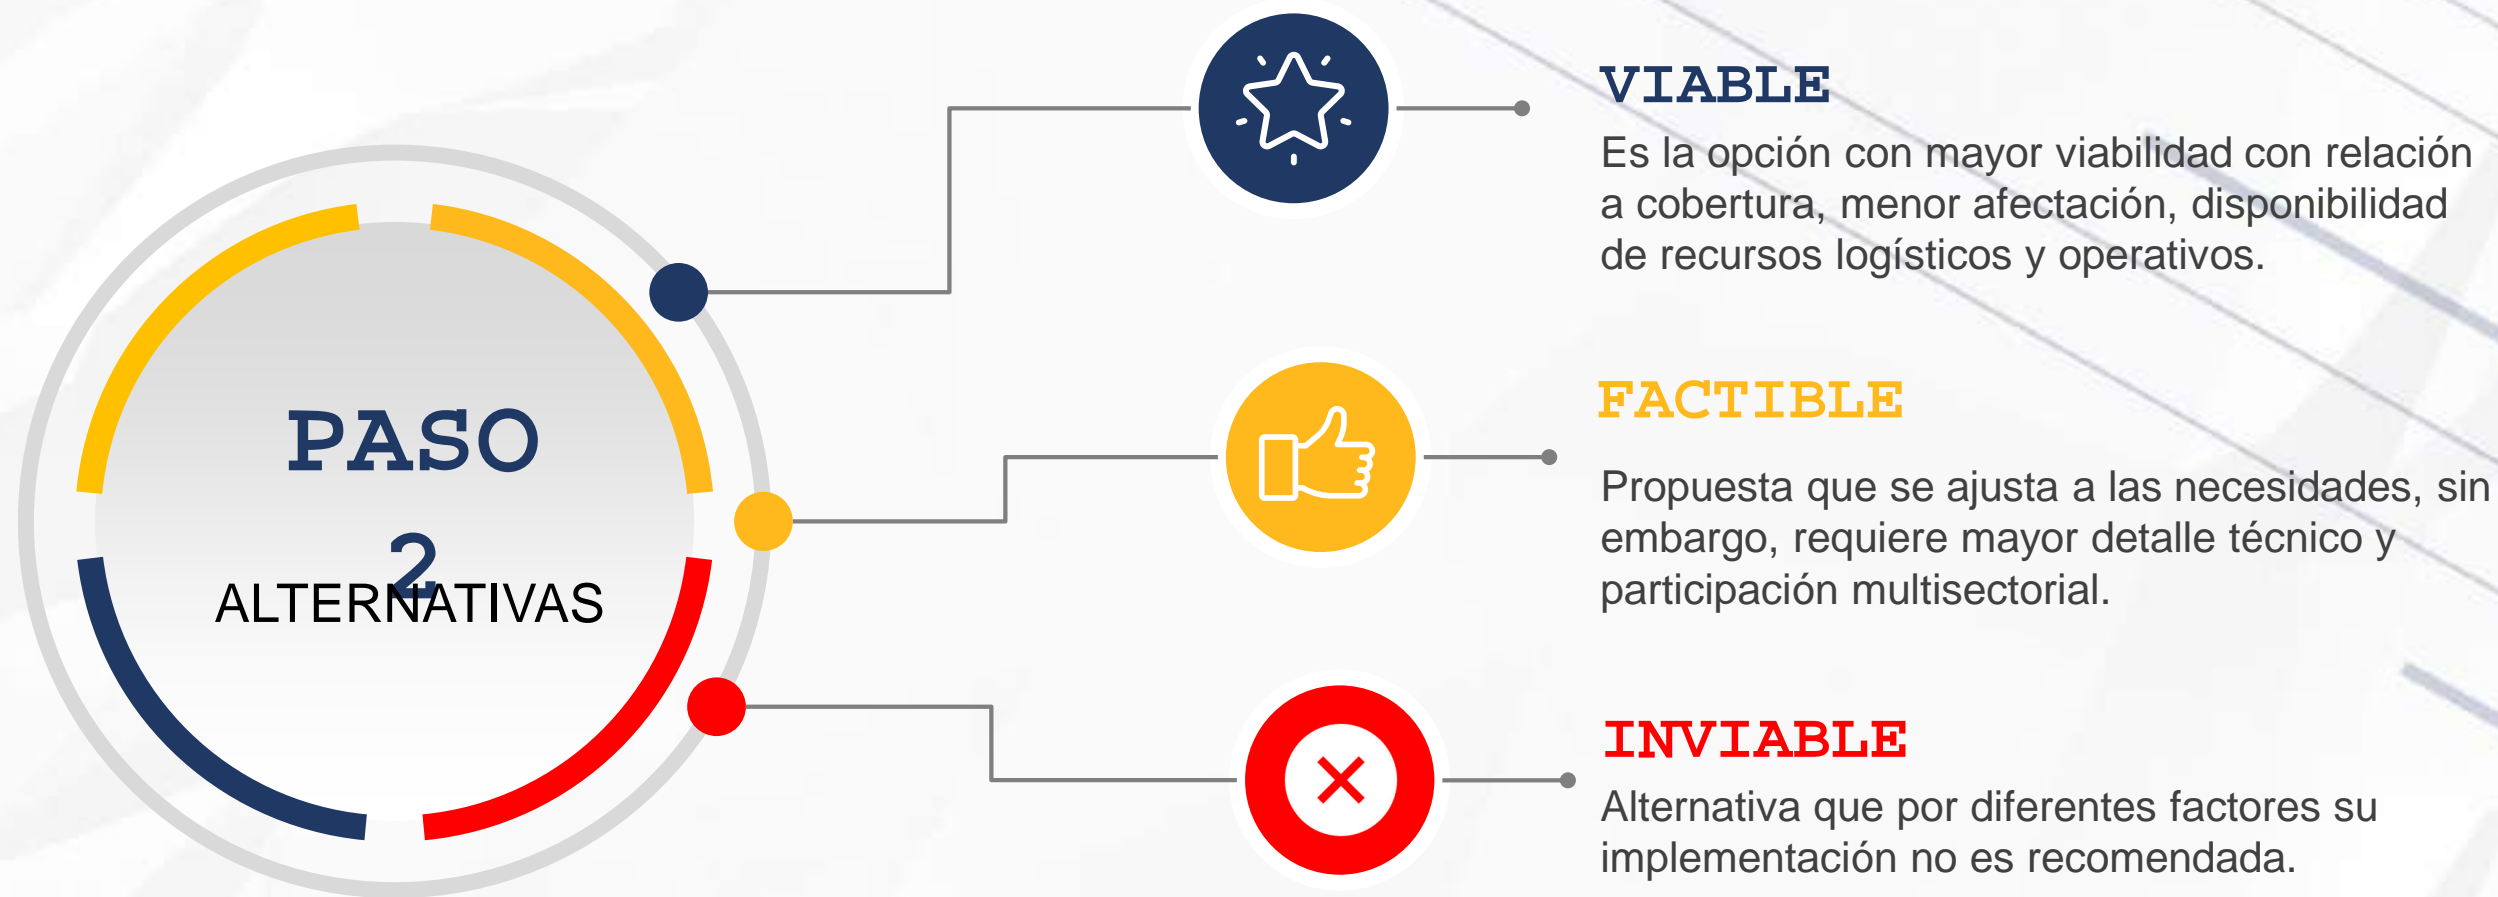 PASO
2
ALTERNATIVAS
VIABLE
Es la opción con mayor viabilidad con relación
a cobertura, menor afectación, disponibilidad
de recursos logísticos y operativos.
FACTIBLE
Propuesta que se ajusta a las necesidades, sin
embargo, requiere mayor detalle técnico y
participación multisectorial.
INVIABLE
Alternativa que por diferentes factores su
implementación no es recomendada.